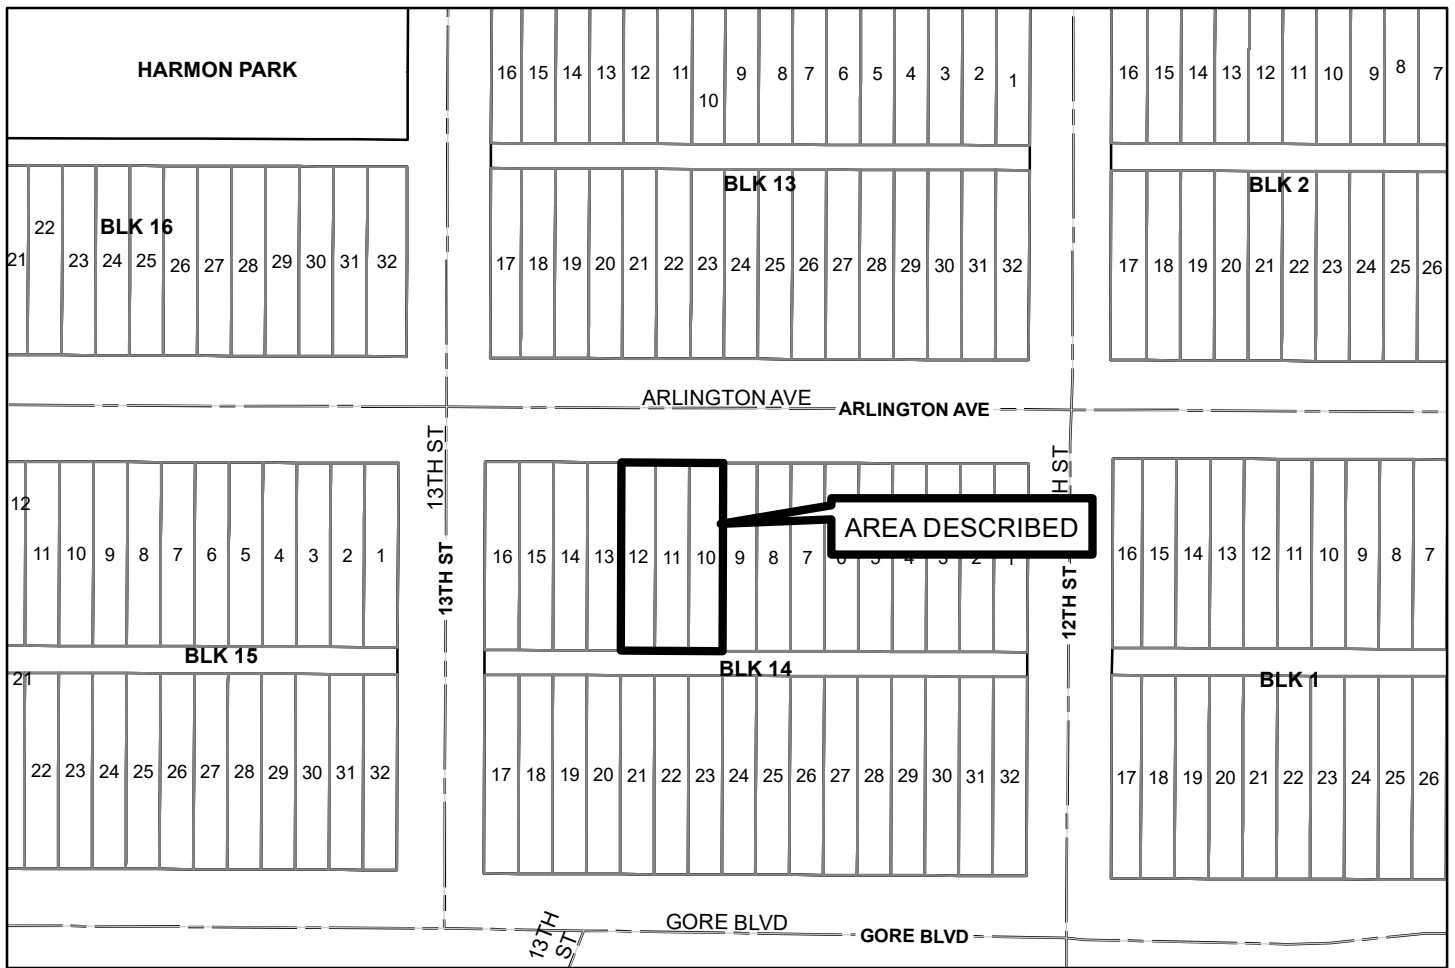 HARMON PARK
16 15 14 13 12 11 10 9 8 7 6 5 4 3 2 1
16 15 14 13 12 11 10 9 8 7
BLK 13
BLK 2
BLK 16
21 22 23 24 25 26 27 28 29 30 31 32
17 18 19 20 21 22 23 24 25 26 27 28 29 30 31 32
17 18 19 20 21 22 23 24 25 26
ARLINGTON AVE
ARLINGTON AVE
13TH ST
13TH ST
H ST
12TH ST
AREA DESCRIBED
12 11 10 9 8 7 6 5 4 3 2 1
16 15 14 13 12 11 10 9 8 7 6 5 4 3 2 1
16 15 14 13 12 11 10 9 8 7
BLK 15
BLK 14
BLK 1
21 22 23 24 25 26 27 28 29 30 31 32
17 18 19 20 21 22 23 24 25 26 27 28 29 30 31 32
17 18 19 20 21 22 23 24 25 26
13TH
ST
GORE BLVD
GORE BLVD